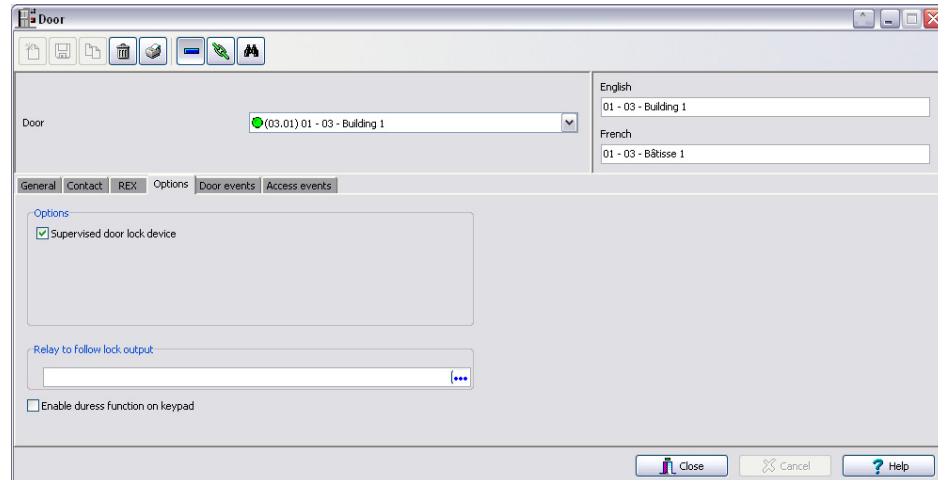 Door
Door
(03.01) 01 - 03 - Building 1
English
01 - 03 - Building 1
French
01 - 03 - Bâtisse 1
General Contact REX Options Door events Access events
Options
Supervised door lock device
Relay to follow lock output
Enable duress function on keypad
Close Cancel Help